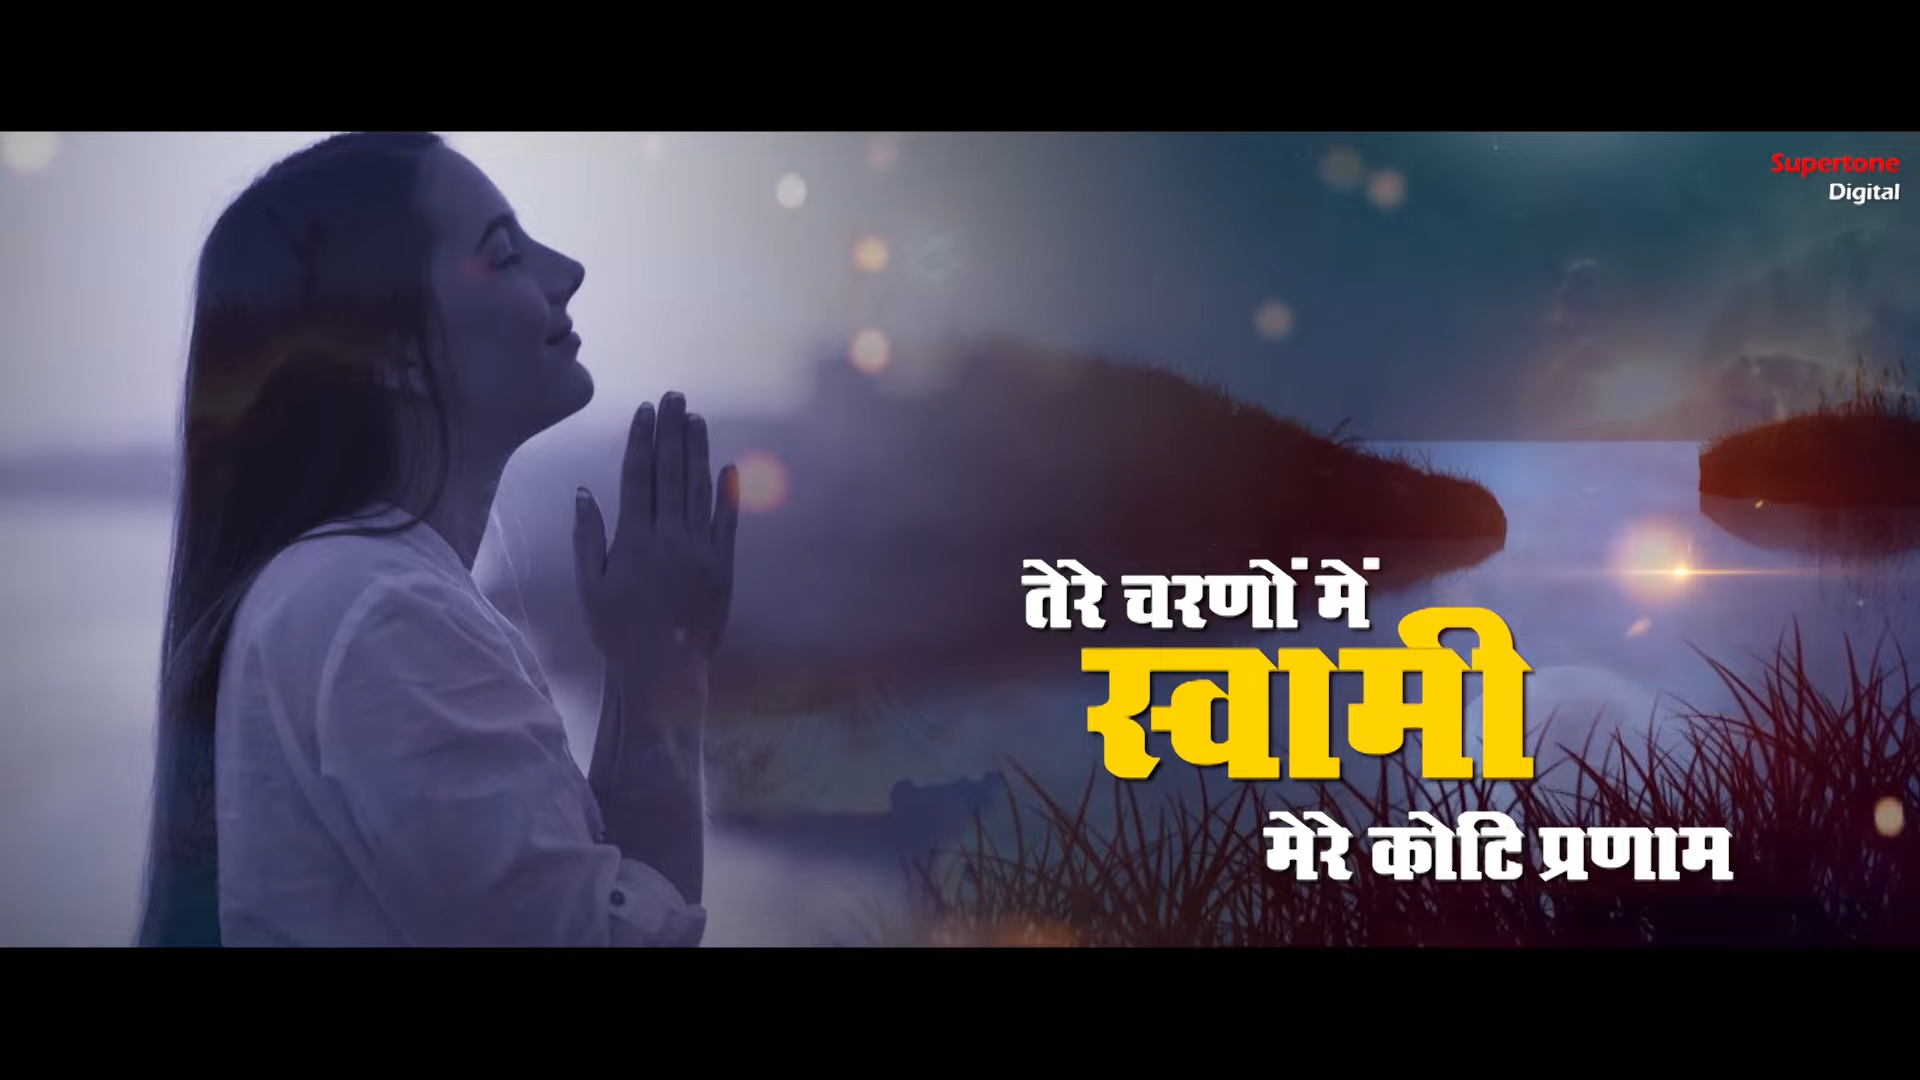 Supertone
Digital
तेरे चरणों में
स्वामी
मेरे कोटि प्रणाम